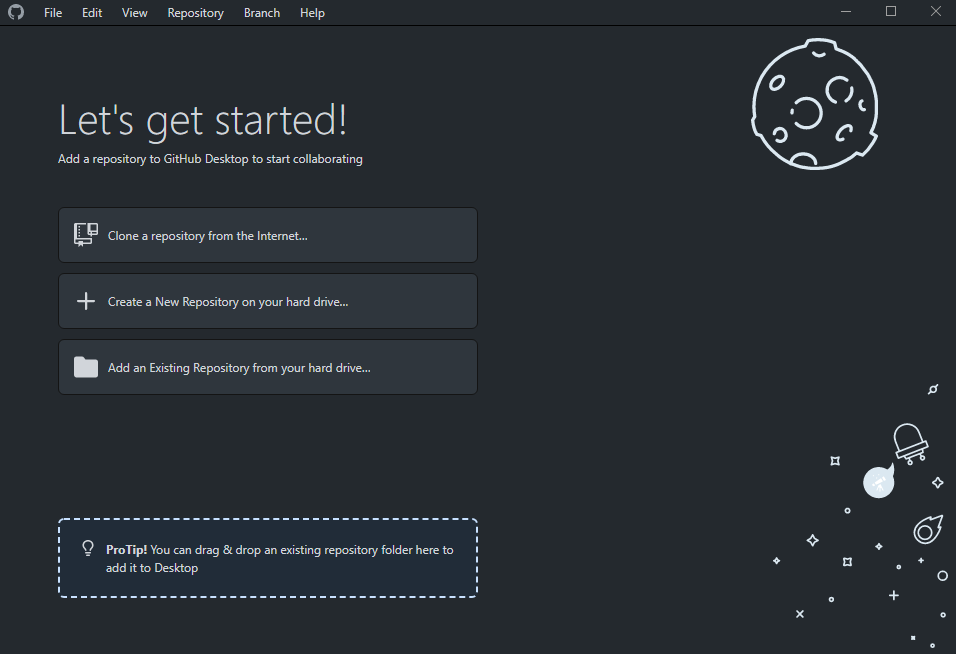 File Edit View Repository Branch Help
Let's get started!
Add a repository to GitHub Desktop to start collaborating
Clone a repository from the Internet...
Create a New Repository on your hard drive...
Add an Existing Repository from your hard drive...
ProTip! You can drag & drop an existing repository folder here to
add it to Desktop